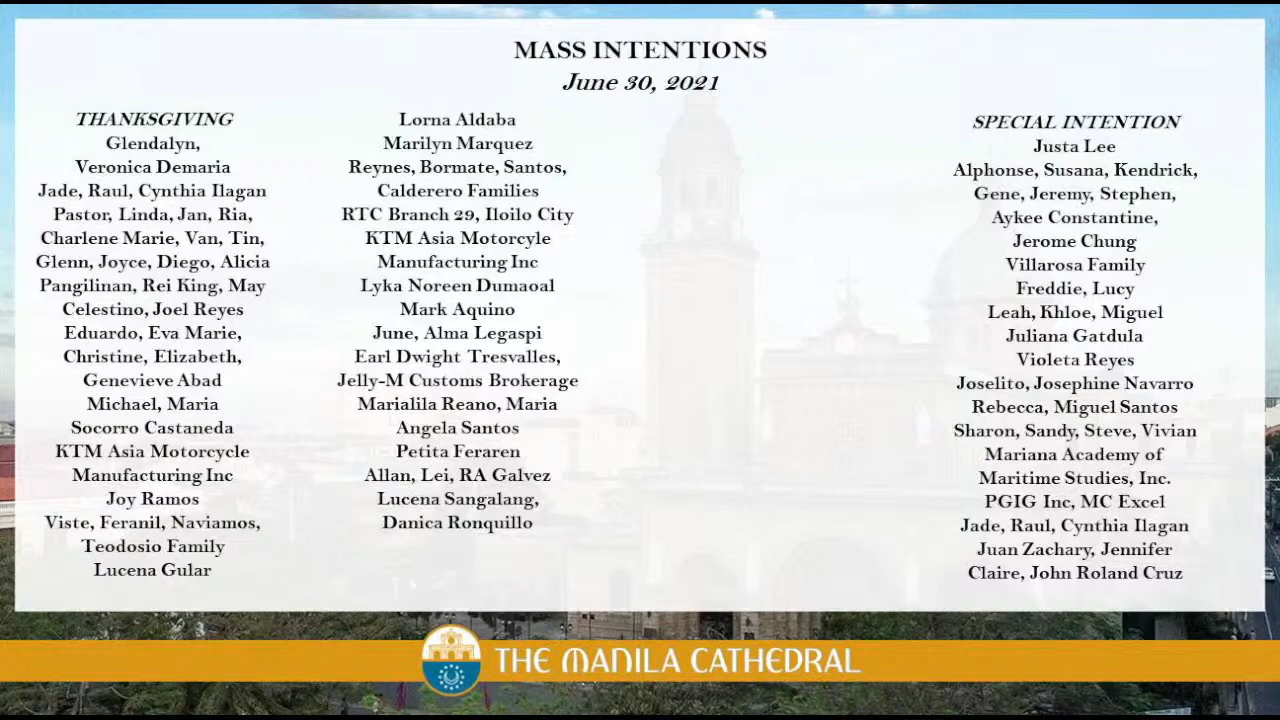 MASS INTENTIONS
June 30, 2021
THANKSGIVING
Glendalyn,
Veronica Demaria
Jade, Raul, Cynthia Ilagan
Pastor, Linda, Jan, Ria,
Charlene Marie, Van, Tin,
Glenn, Joyce, Diego, Alicia
Pangilinan, Rei King, May
Celestino, Joel Reyes
Eduardo, Eva Marie,
Christine, Elizabeth,
Genevieve Abad
Michael, Maria
Socorro Castaneda
KTM Asia Motorcycle
Manufacturing Inc
Joy Ramos
Viste, Feranil, Naviamos,
Teodosio Family
Lucena Gular
Lorna Aldaba
Marilyn Marquez
Reynes, Bormate, Santos,
Calderero Families
RTC Branch 29, Iloilo City
KTM Asia Motorcyle
Manufacturing Inc
Lyka Noreen Dumaoal
Mark Aquino
June, Alma Legaspi
Earl Dwight Tresvalles,
Jelly-M Customs Brokerage
Marialila Reano, Maria
Angela Santos
Petita Feraren
Allan, Lei, RA Galvez
Lucena Sangalang,
Danica Ronquillo
SPECIAL INTENTION
Justa Lee
Alphonse, Susana, Kendrick,
Gene, Jeremy, Stephen,
Aykee Constantine,
Jerome Chung
Villarosa Family
Freddie, Lucy
Leah, Khloe, Miguel
Juliana Gatdula
Violeta Reyes
Joselito, Josephine Navarro
Rebecca, Miguel Santos
Sharon, Sandy, Steve, Vivian
Mariana Academy of
Maritime Studies, Inc.
PGIG Inc, MC Excel
Jade, Raul, Cynthia Ilagan
Juan Zachary, Jennifer
Claire, John Roland Cruz
THE MANILA CATHEDRAL